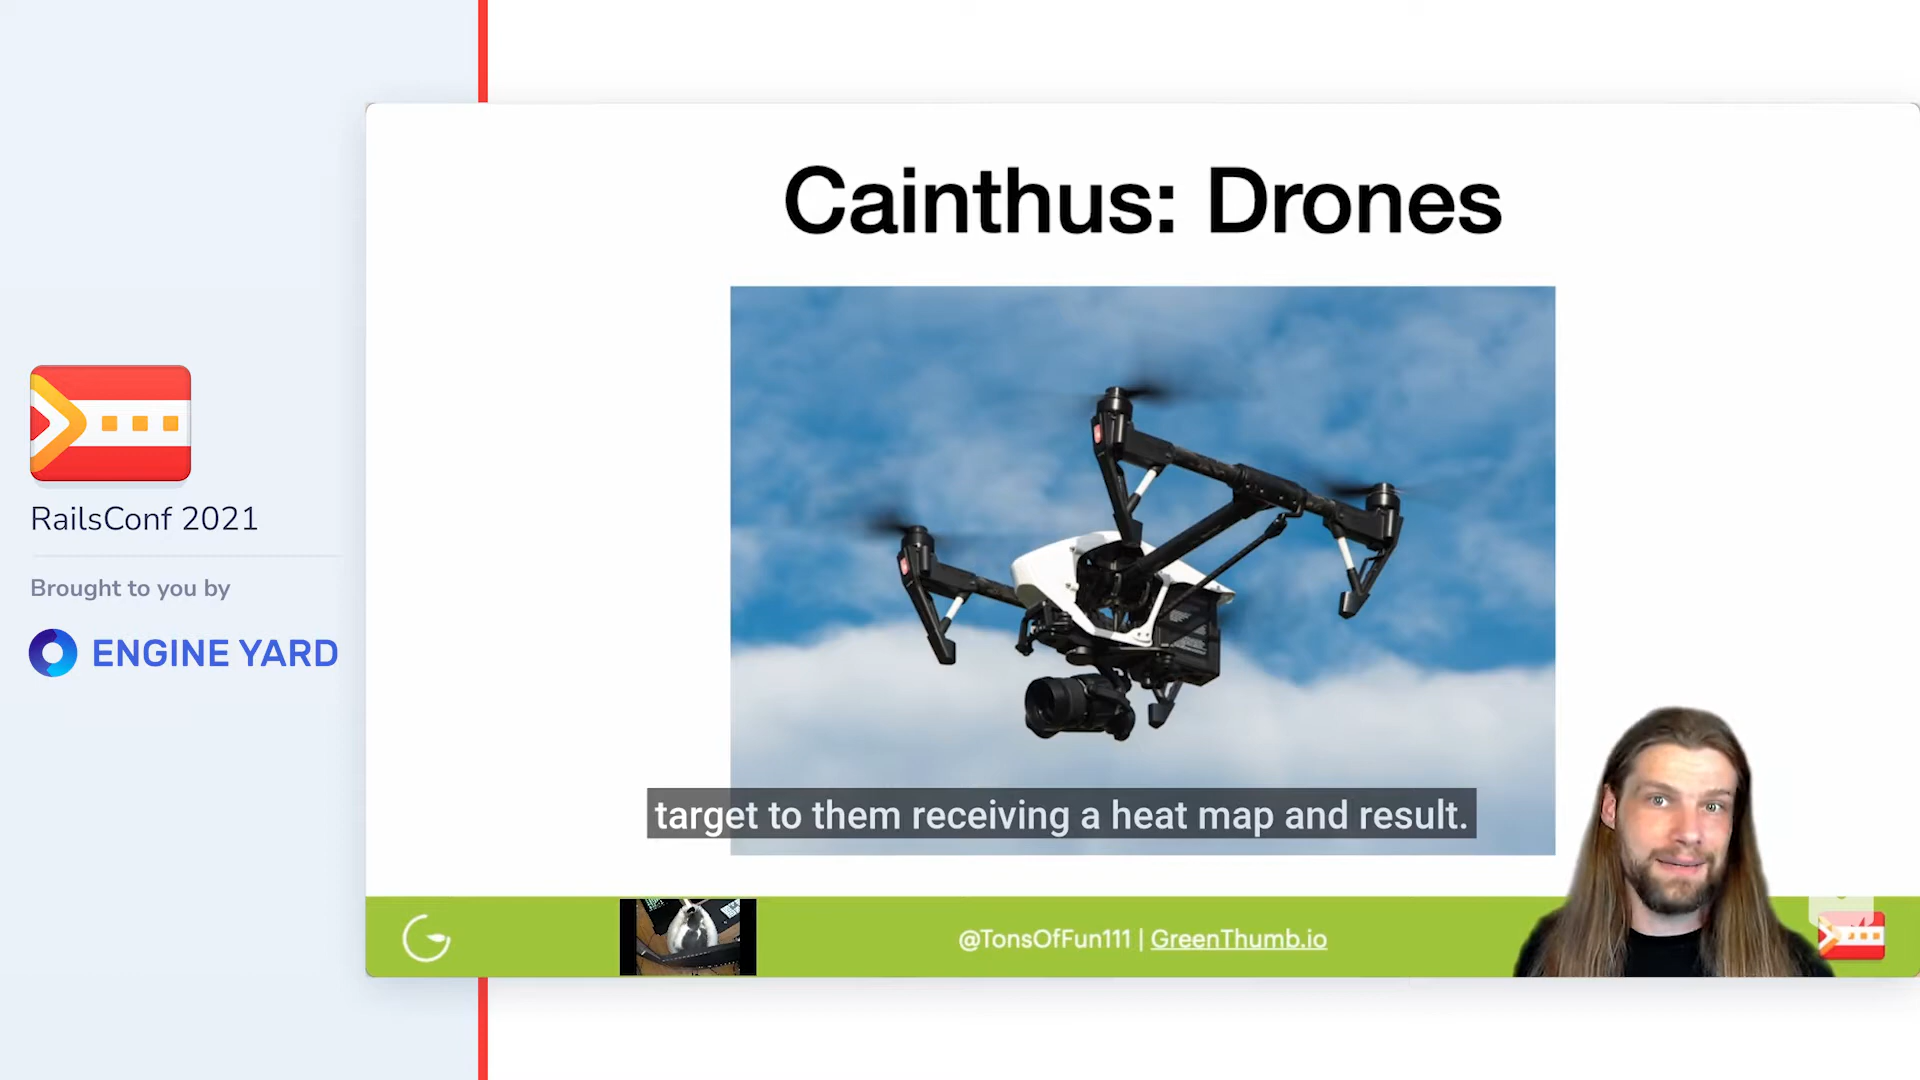 Cainthus: Drones
RailsConf 2021
Brought to you by
ENGINE YARD
target to them receiving a heat map and result.
@TonsOfFun111 | GreenThumb.io